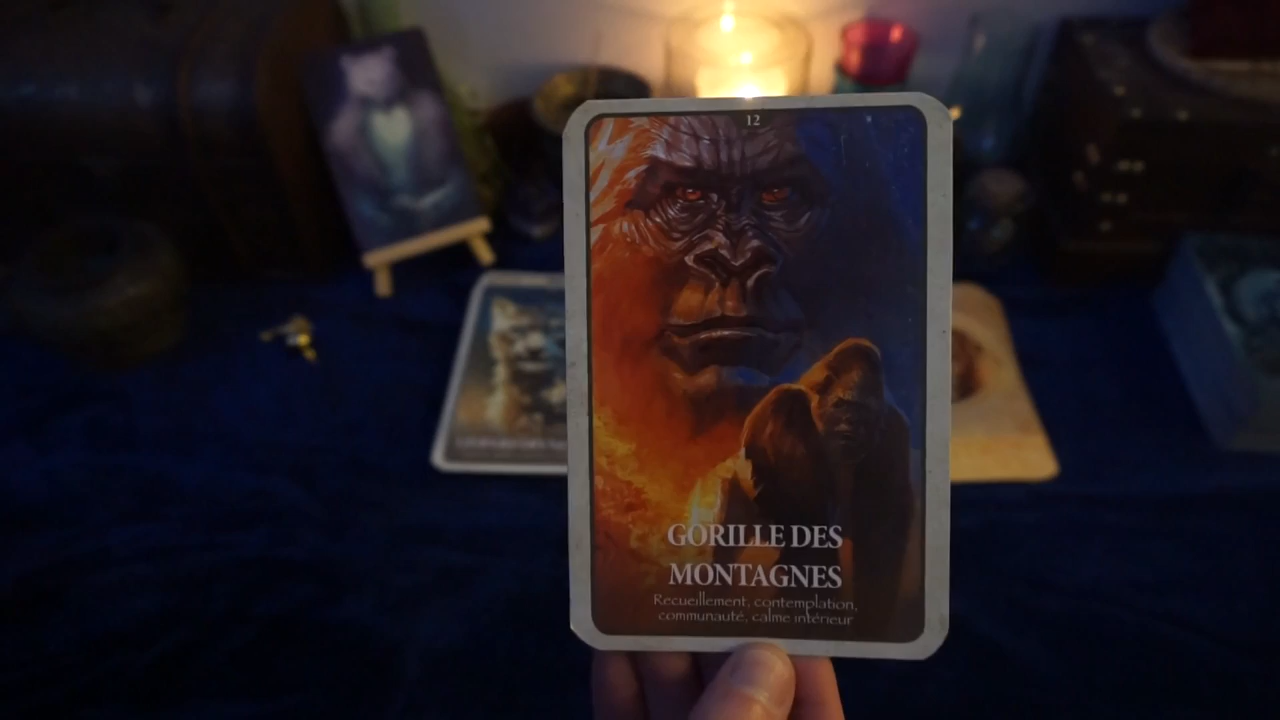 12
GORILLE DES
MONTAGNES
Recueillement, contemplation,
communauté, calme intérieur